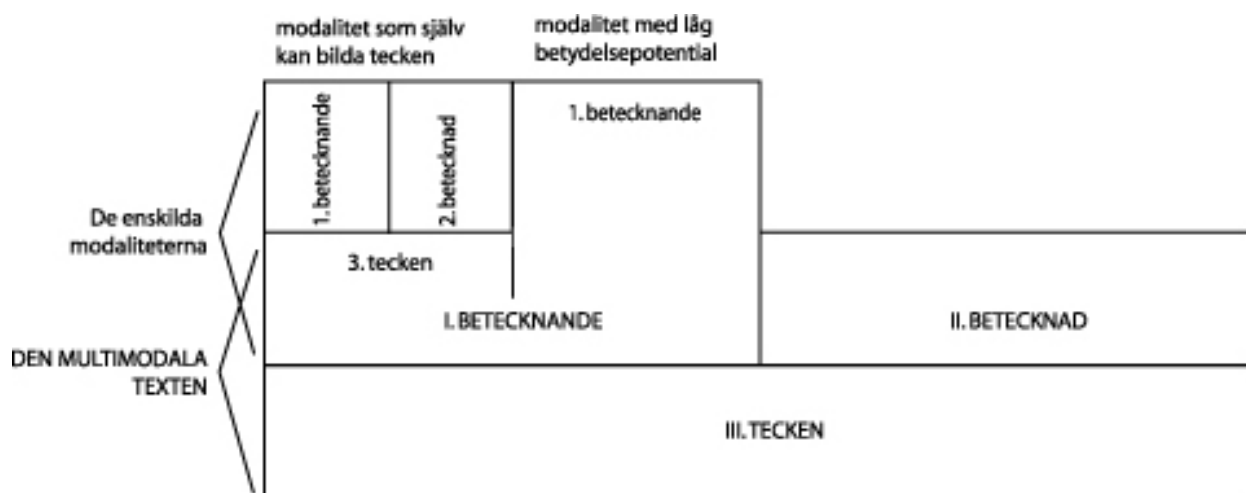 modalitet som själv
kan bilda tecken
modalitet med låg
betydelsepotential
1. betecknande
2. betecknad
1. betecknande
De enskilda
modaliteterna
3. tecken
I. BETECKNANDE
II. BETECKNAD
DEN MULTIMODALA
TEXTEN
III. TECKEN